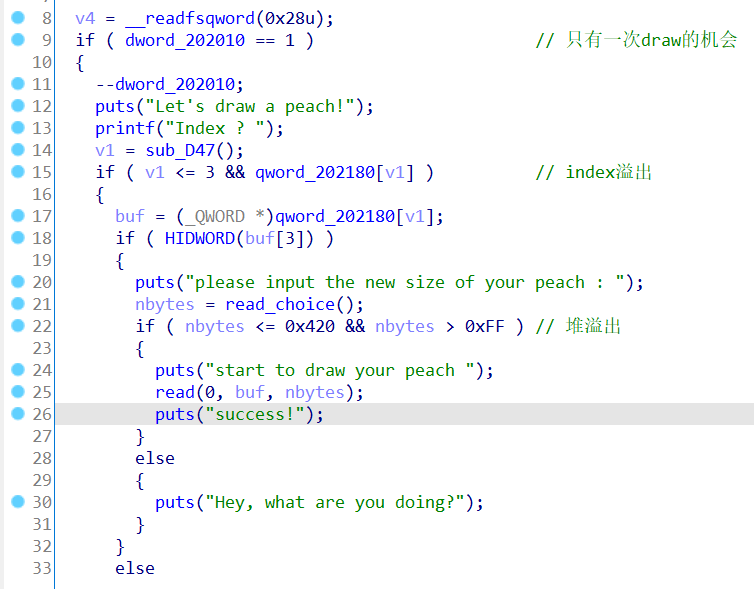 8 v4 = __readfsqword(0x28u);
9 if ( dword_202010 == 1 ) // 只有一次draw的机会
10 {
11 --dword_202010;
12 puts("Let's draw a peach!");
13 printf("Index ? ");
14 v1 = sub_D47();
15 if ( v1 <= 3 && qword_202180[v1] ) // index溢出
16 {
17 buf = (_QWORD *)qword_202180[v1];
18 if ( HIDWORD(buf[3]) )
19 {
20 puts("please input the new size of your peach : ");
21 nbytes = read_choice();
22 if ( nbytes <= 0x420 && nbytes > 0xFF ) // 堆溢出
23 {
24 puts("start to draw your peach ");
25 read(0, buf, nbytes);
26 puts("success!");
27 }
28 else
29 {
30 puts("Hey, what are you doing?");
31 }
32 }
33 else